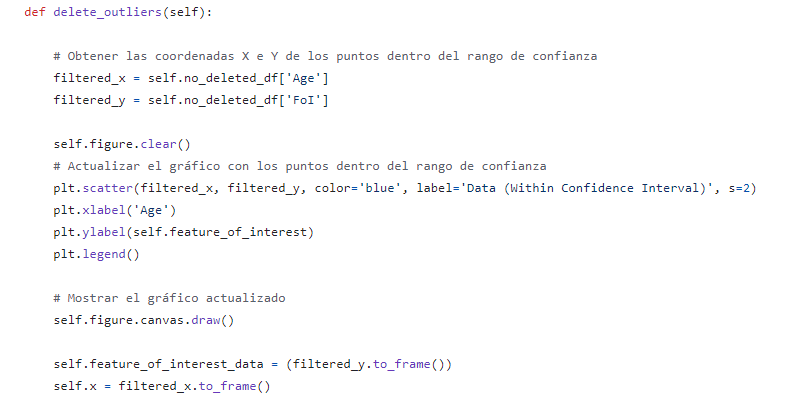 def delete_outliers(self):
# Obtener las coordenadas X e Y de los puntos dentro del rango de confianza
filtered_x = self.no_deleted_df['Age']
filtered_y = self.no_deleted_df['FoI']
self.figure.clear()
# Actualizar el gráfico con los puntos dentro del rango de confianza
plt.scatter(filtered_x, filtered_y, color='blue', label='Data (Within Confidence Interval)', s=2)
plt.xlabel('Age')
plt.ylabel(self.feature_of_interest)
plt.legend()
# Mostrar el gráfico actualizado
self.figure.canvas.draw()
self.feature_of_interest_data = (filtered_y.to_frame())
self.x = filtered_x.to_frame()